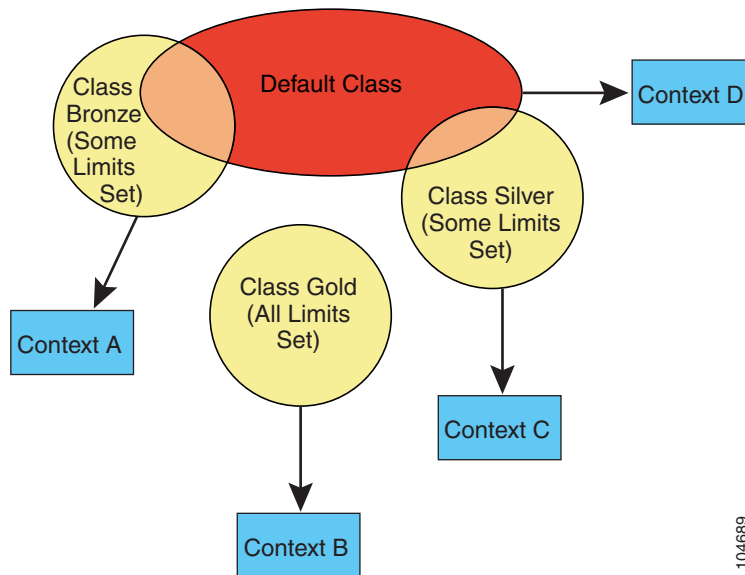 Default Class
Class
Bronze
(Some
Limits
Set)
Context D
Class Silver
(Some Limits
Set)
Class Gold
(All Limits
Set)
Context A
Context C
Context B
104689